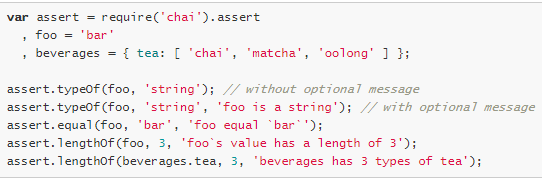 var assert = require('chai').assert
, foo = 'bar'
, beverages = { tea: [ 'chai', 'matcha', 'oolong' ] };
assert.typeOf(foo, 'string'); // without optional message
assert.typeOf(foo, 'string', 'foo is a string'); // with optional message
assert.equal(foo, 'bar', 'foo equal `bar`');
assert.lengthOf(foo, 3, 'foo`s value has a length of 3');
assert.lengthOf(beverages.tea, 3, 'beverages has 3 types of tea');